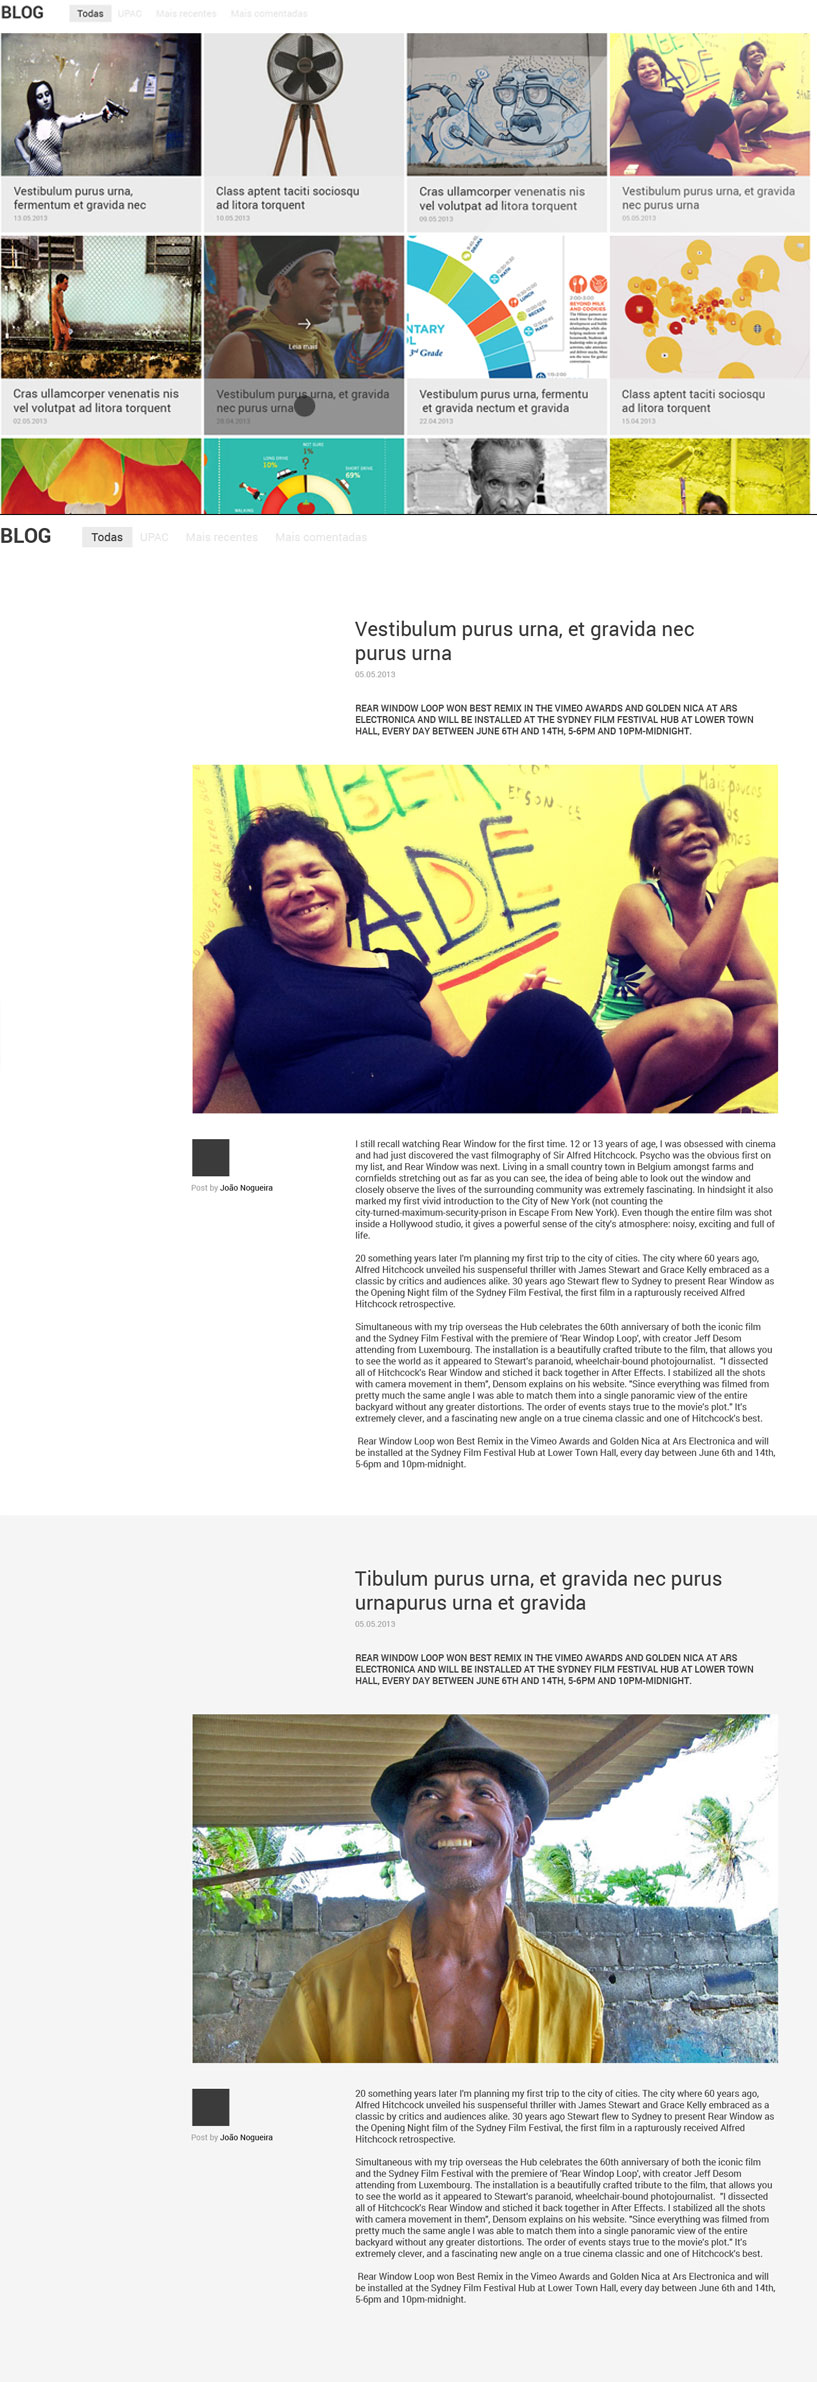 BLOG Todas UPAC Mais recentes Mais comentadas
Vestibulum purus urna,
fermentum et gravida nec
13.05.2013
Class aptent taciti sociosqu
ad litora torquent
10.05.2013
Cras ullamcorper venenatis nis
vel volutpat ad litora torquent
09.05.2013
ADE
Vestibulum purus urna, et gravida
nec purus urna
05.05.2013
Cras ullamcorper venenatis nis
vel volutpat ad litora torquent
02.05.2013
Leia mais
Vestibulum purus urna, et gravida
nec purus urna
28.04.2013
DRAMA
MATH
LUNCH
RECESS
MATH
NTARY
3rd Grade
2:00-3:00
BEYOND MILK
AND COOKIES
Vestibulum purus urna, fermentu
et gravida nectum et gravida
22.04.2013
Class aptent taciti sociosqu
ad litora torquent
15.04.2013
NOT SURE
1%
?
LONG DRIVE
10%
SHORT DRIVE
69%
WALKING
BLOG Todas UPAC Mais recentes Mais comentadas
Vestibulum purus urna, et gravida nec
purus urna
05.05.2013
REAR WINDOW LOOP WON BEST REMIX IN THE VIMEO AWARDS AND GOLDEN NICA AT ARS
ELECTRONICA AND WILL BE INSTALLED AT THE SYDNEY FILM FESTIVAL HUB AT LOWER TOWN
HALL, EVERY DAY BETWEEN JUNE 6TH AND 14TH, 5-6PM AND 10PM-MIDNIGHT.
ADE
I still recall watching Rear Window for the first time. 12 or 13 years of age, I was obsessed with cinema
and had just discovered the vast filmography of Sir Alfred Hitchcock. Psycho was the obvious first on
my list, and Rear Window was next. Living in a small country town in Belgium amongst farms and
cornfields stretching out as far as you can see, the idea of being able to look out the window and
closely observe the lives of the surrounding community was extremely fascinating. In hindsight it also
marked my first vivid introduction to the City of New York (not counting the
city-turned-maximum-security-prison in Escape From New York). Even though the entire film was shot
inside a Hollywood studio, it gives a powerful sense of the city's atmosphere: noisy, exciting and full of
life.
Post by João Nogueira
20 something years later I'm planning my first trip to the city of cities. The city where 60 years ago,
Alfred Hitchcock unveiled his suspenseful thriller with James Stewart and Grace Kelly embraced as a
classic by critics and audiences alike. 30 years ago Stewart flew to Sydney to present Rear Window as
the Opening Night film of the Sydney Film Festival, the first film in a rapturously received Alfred
Hitchcock retrospective.
Simultaneous with my trip overseas the Hub celebrates the 60th anniversary of both the iconic film
and the Sydney Film Festival with the premiere of 'Rear Windop Loop', with creator Jeff Desom
attending from Luxembourg. The installation is a beautifully crafted tribute to the film, that allows you
to see the world as it appeared to Stewart's paranoid, wheelchair-bound photojournalist. "I dissected
all of Hitchcock's Rear Window and stiched it back together in After Effects. I stabilized all the shots
with camera movement in them", Densom explains on his website. "Since everything was filmed from
pretty much the same angle I was able to match them into a single panoramic view of the entire
backyard without any greater distortions. The order of events stays true to the movie's plot." It's
extremely clever, and a fascinating new angle on a true cinema classic and one of Hitchcock's best.
Rear Window Loop won Best Remix in the Vimeo Awards and Golden Nica at Ars Electronica and will
be installed at the Sydney Film Festival Hub at Lower Town Hall, every day between June 6th and 14th,
5-6pm and 10pm-midnight.
Tibulum purus urna, et gravida nec purus
urnapurus urna et gravida
05.05.2013
REAR WINDOW LOOP WON BEST REMIX IN THE VIMEO AWARDS AND GOLDEN NICA AT ARS
ELECTRONICA AND WILL BE INSTALLED AT THE SYDNEY FILM FESTIVAL HUB AT LOWER TOWN
HALL, EVERY DAY BETWEEN JUNE 6TH AND 14TH, 5-6PM AND 10PM-MIDNIGHT.
Post by João Nogueira
20 something years later I'm planning my first trip to the city of cities. The city where 60 years ago,
Alfred Hitchcock unveiled his suspenseful thriller with James Stewart and Grace Kelly embraced as a
classic by critics and audiences alike. 30 years ago Stewart flew to Sydney to present Rear Window as
the Opening Night film of the Sydney Film Festival, the first film in a rapturously received Alfred
Hitchcock retrospective.
Simultaneous with my trip overseas the Hub celebrates the 60th anniversary of both the iconic film
and the Sydney Film Festival with the premiere of 'Rear Windop Loop', with creator Jeff Desom
attending from Luxembourg. The installation is a beautifully crafted tribute to the film, that allows you
to see the world as it appeared to Stewart's paranoid, wheelchair-bound photojournalist. "I dissected
all of Hitchcock's Rear Window and stiched it back together in After Effects. I stabilized all the shots
with camera movement in them", Densom explains on his website. "Since everything was filmed from
pretty much the same angle I was able to match them into a single panoramic view of the entire
backyard without any greater distortions. The order of events stays true to the movie's plot." It's
extremely clever, and a fascinating new angle on a true cinema classic and one of Hitchcock's best.
Rear Window Loop won Best Remix in the Vimeo Awards and Golden Nica at Ars Electronica and will
be installed at the Sydney Film Festival Hub at Lower Town Hall, every day between June 6th and 14th,
5-6pm and 10pm-midnight.